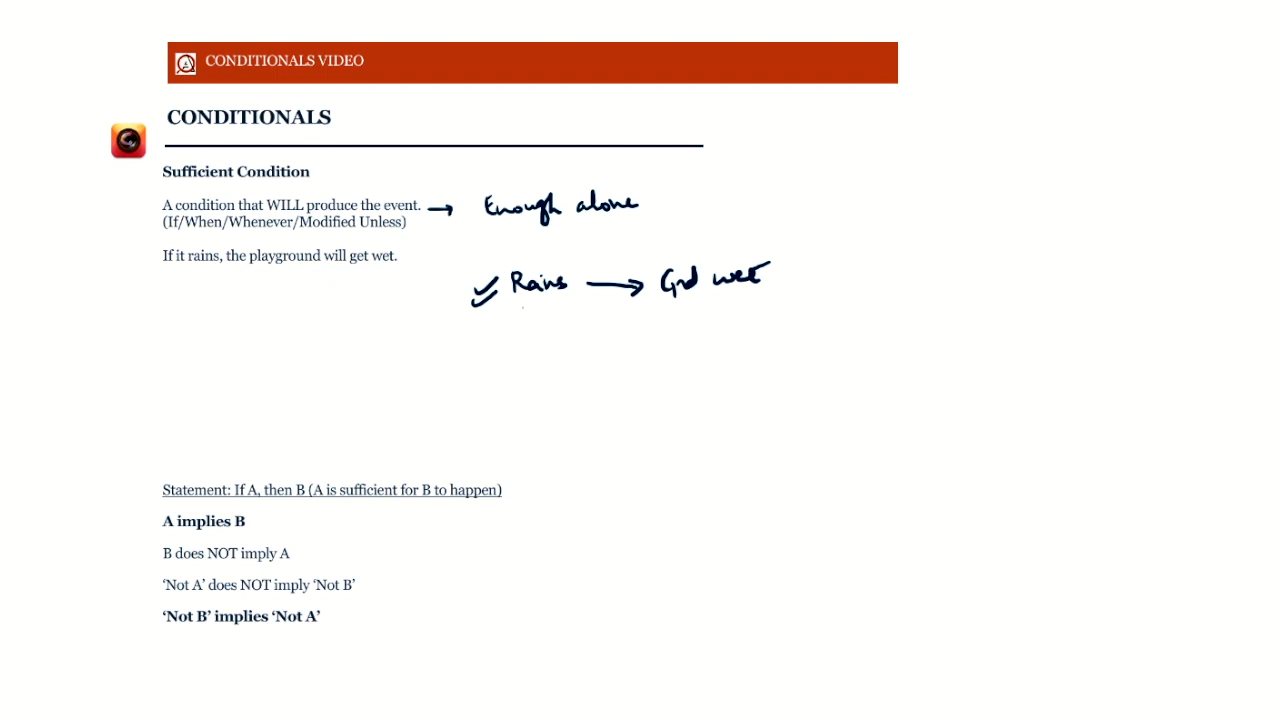 CONDITIONALS VIDEO
CONDITIONALS
Sufficient Condition
A condition that WILL produce the event. → Enough alone
(If/When/Whenever/Modified Unless)
If it rains, the playground will get wet.
Rains → Grd wet
Statement: If A, then B (A is sufficient for B to happen)
A implies B
B does NOT imply A
‘Not A’ does NOT imply ‘Not B’
‘Not B’ implies ‘Not A’